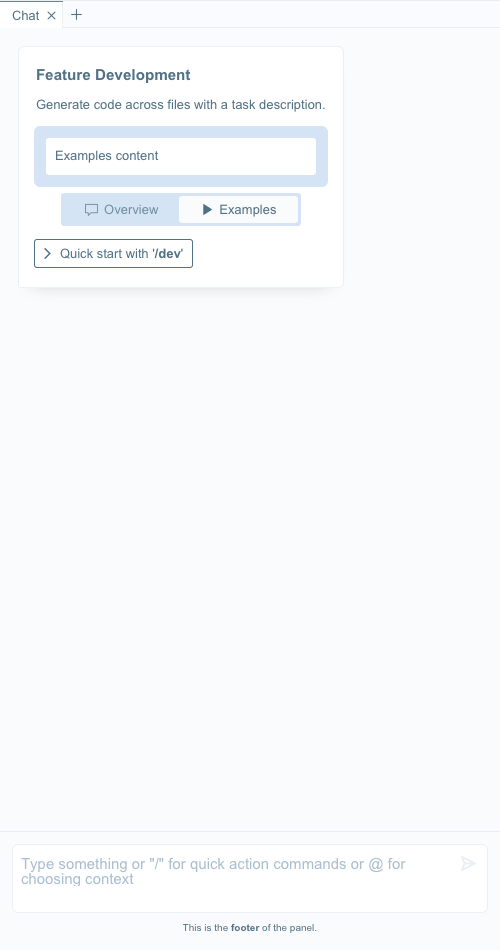 Chat
Feature Development
Generate code across files with a task description.
Examples content
Overview
Examples
Quick start with '/dev'
Type something or "/" for quick action commands or @ for
choosing context
This is the footer of the panel.